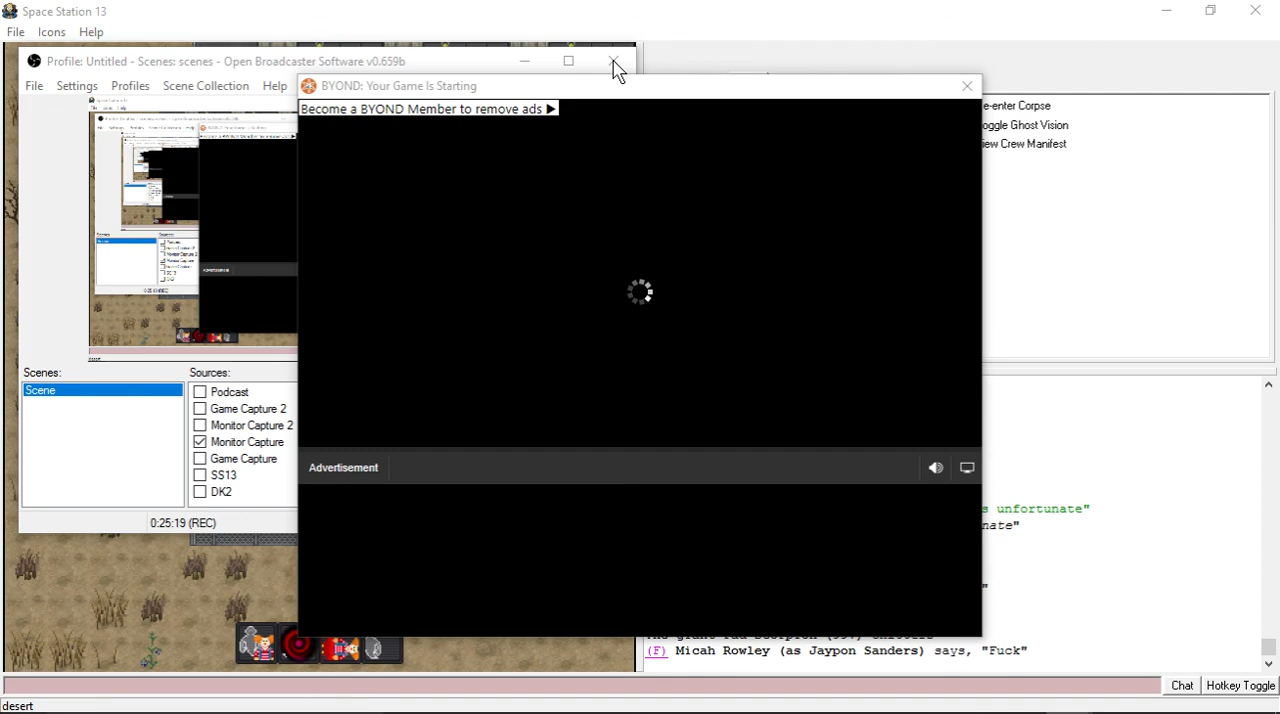 Space Station 13
File Icons Help
Profile: Untitled - Scenes: scenes - Open Broadcaster Software v0.659b
File Settings Profiles Scene Collection Help
BYOND: Your Game Is Starting
Become a BYOND Member to remove ads ▶
e-enter Corpse
oggle Ghost Vision
iew Crew Manifest
Scenes:
Scene
Sources:
Podcast
Game Capture 2
Monitor Capture 2
Monitor Capture
Game Capture
SS13
DK2
0:25:19 (REC)
Advertisement
s unfortunate"
nate"
(F) Micah Rowley (as Jaypon Sanders) says, "Fuck"
Chat
Hotkey Toggle
desert